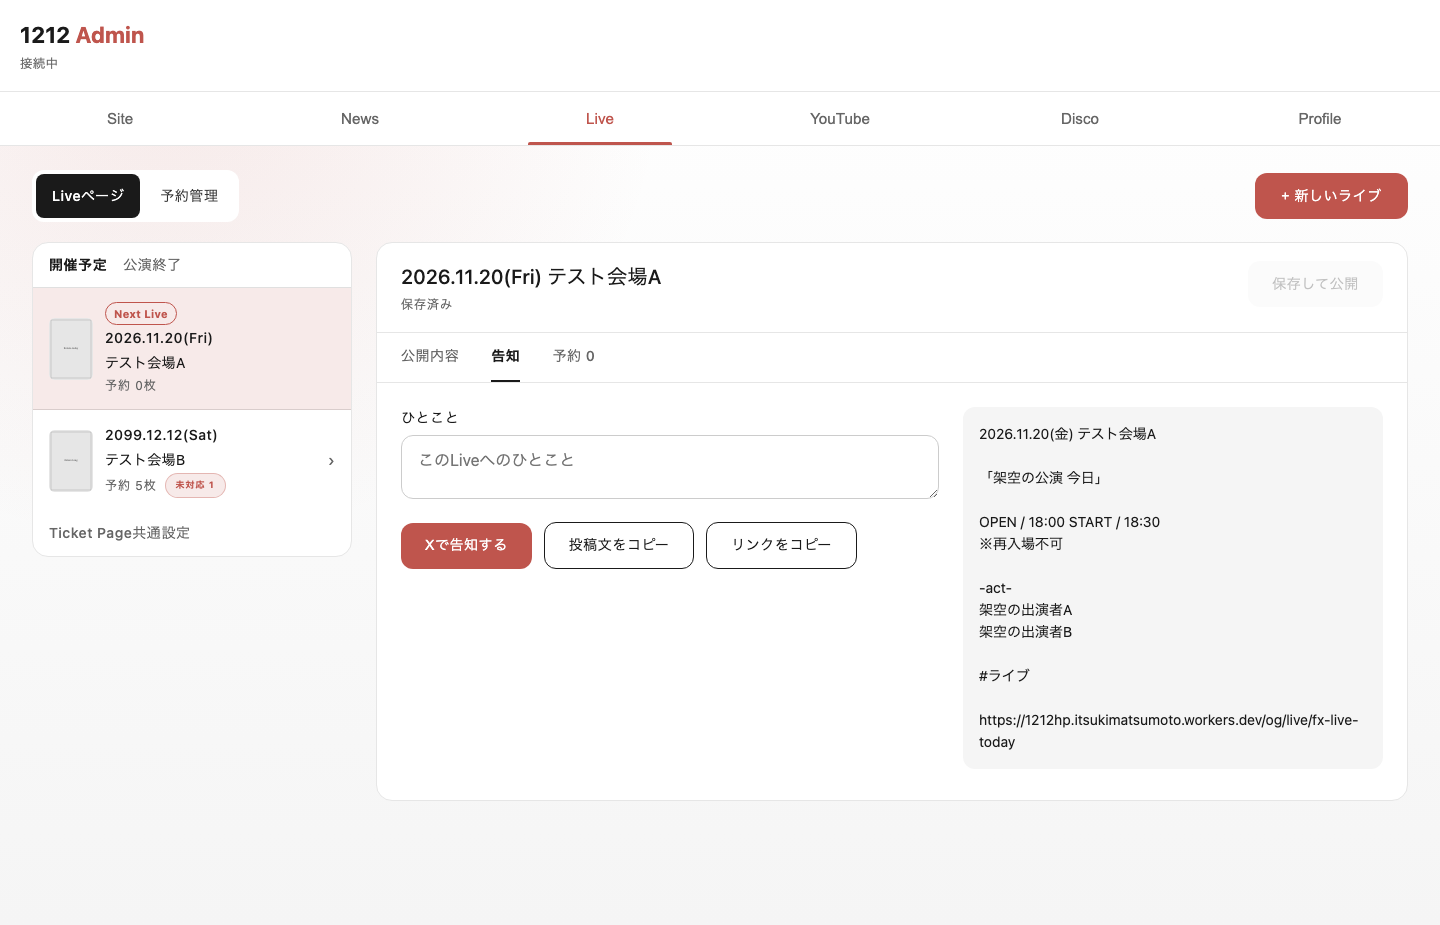 1212 Admin
接続中
Site
News
Live
YouTube
Disco
Profile
Liveページ
予約管理
+ 新しいライブ
開催予定
公演終了
Next Live
2026.11.20(Fri)
テスト会場A
予約 0枚
2099.12.12(Sat)
テスト会場B
予約 5枚
未対応 1
›
Ticket Page共通設定
2026.11.20(Fri) テスト会場A
保存済み
保存して公開
公開内容
告知
予約 0
ひとこと
このLiveへのひとこと
Xで告知する
投稿文をコピー
リンクをコピー
2026.11.20(金) テスト会場A
「架空の公演 今日」
OPEN / 18:00 START / 18:30
※再入場不可
-act-
架空の出演者A
架空の出演者B
#ライブ
https://1212hp.itsukimatsumoto.workers.dev/og/live/fx-live-
today